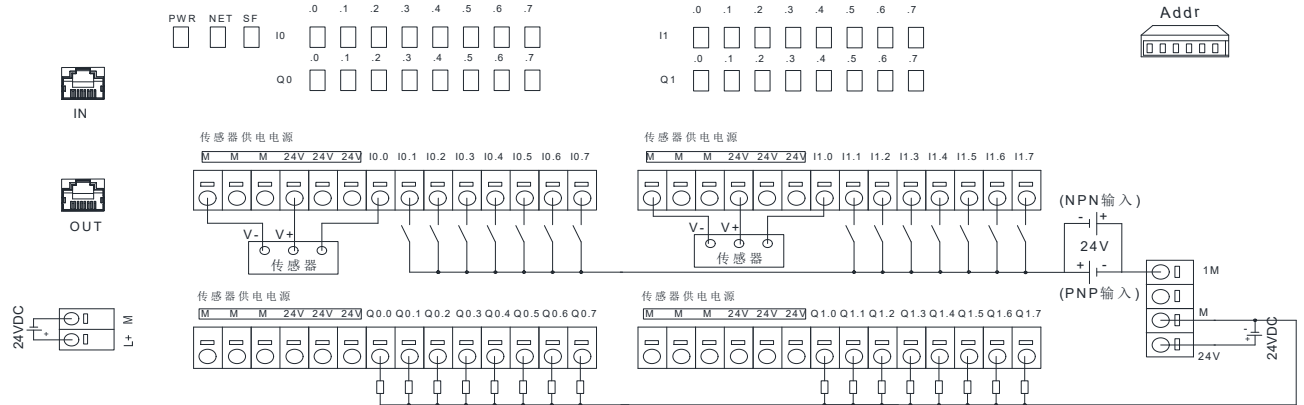 .0 .1 .2 .3 .4 .5 .6 .7
.0 .1 .2 .3 .4 .5 .6 .7
Addr
PWR NET SF
I0
I1
.0 .1 .2 .3 .4 .5 .6 .7
.0 .1 .2 .3 .4 .5 .6 .7
Q0
Q1
IN
传感器供电电源
传感器供电电源
M M M 24V 24V 24V I0.0 I0.1 I0.2 I0.3 I0.4 I0.5 I0.6 I0.7
M M M 24V 24V 24V I1.0 I1.1 I1.2 I1.3 I1.4 I1.5 I1.6 I1.7
OUT
(NPN输入)
- +
V- V+
V- V+
24V
传感器
传感器
+ -
1M
(PNP输入)
传感器供电电源
传感器供电电源
M M M 24V 24V 24V Q0.0 Q0.1 Q0.2 Q0.3 Q0.4 Q0.5 Q0.6 Q0.7
M M M 24V 24V 24V Q1.0 Q1.1 Q1.2 Q1.3 Q1.4 Q1.5 Q1.6 Q1.7
24VDC
+
M
L+
M
-
+
24VDC
24V